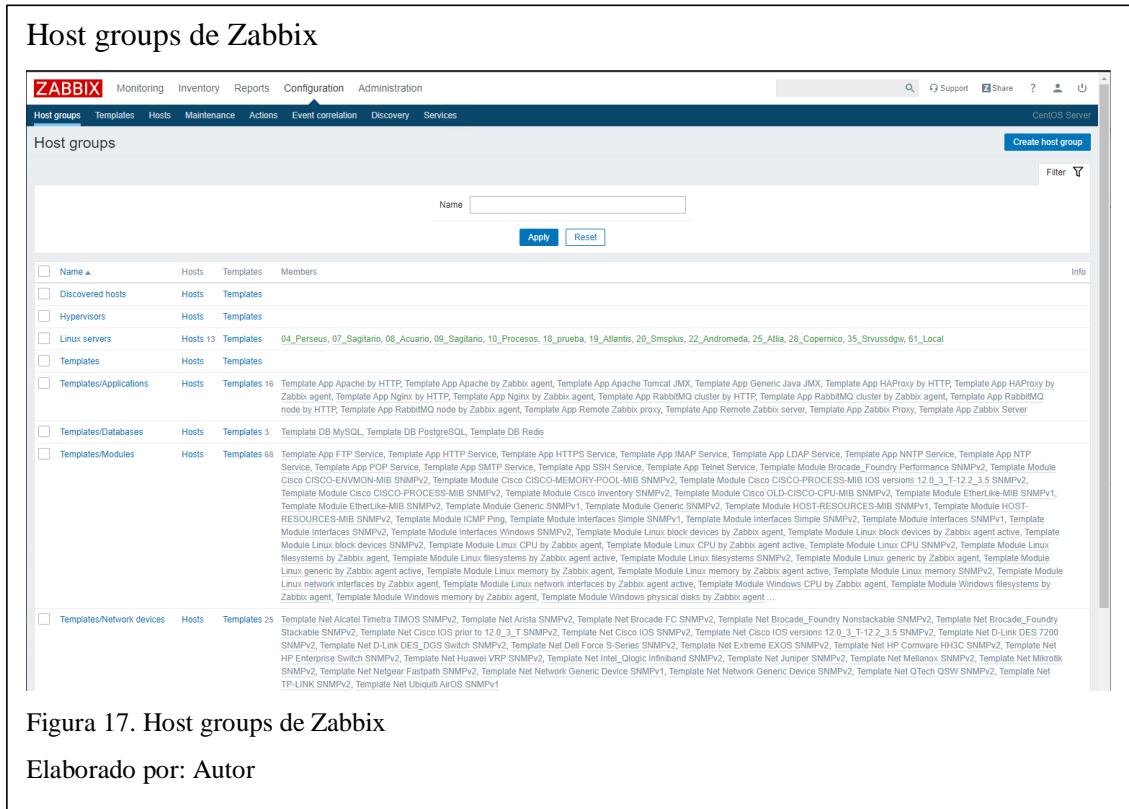 Host groups de Zabbix
ZABBIX Monitoring Inventory Reports Configuration Administration Support Z Share ?
Host groups Templates Hosts Maintenance Actions Event correlation Discovery Services CentOS Server
Host groups Create host group
Filter
Name
Apply Reset
Name Hosts Templates Members Info
Discovered hosts Hosts Templates
Hypervisors Hosts Templates
Linux servers Hosts 13 Templates 04_Perseus, 07_Sagitario, 08_Acuario, 09_Sagitario, 10_Procesos, 18_prueba, 19_Atlantis, 20_Smsplus, 22_Andromeda, 25_Atlia, 28_Copernico, 35_Srvussdgw, 61_Local
Templates Hosts Templates
Templates/Applications Hosts Templates 16 Template App Apache by HTTP, Template App Apache by Zabbix agent, Template App Apache Tomcat JMX, Template App Generic Java JMX, Template App HAProxy by HTTP, Template App HAProxy by
Zabbix agent, Template App Nginx by HTTP, Template App Nginx by Zabbix agent, Template App RabbitMQ cluster by HTTP, Template App RabbitMQ cluster by Zabbix agent, Template App RabbitMQ
node by HTTP, Template App RabbitMQ node by Zabbix agent, Template App Remote Zabbix proxy, Template App Remote Zabbix server, Template App Zabbix Proxy, Template App Zabbix Server
Templates/Databases Hosts Templates 3 Template DB MySQL, Template DB PostgreSQL, Template DB Redis
Templates/Modules Hosts Templates 68 Template App FTP Service, Template App HTTP Service, Template App HTTPS Service, Template App IMAP Service, Template App LDAP Service, Template App NNTP Service, Template App NTP
Service, Template App POP Service, Template App SMTP Service, Template App SSH Service, Template App Telnet Service, Template Module Brocade_Foundry Performance SNMPv2, Template Module
Cisco CISCO-ENVMON-MIB SNMPv2, Template Module Cisco CISCO-MEMORY-POOL-MIB SNMPv2, Template Module Cisco CISCO-PROCESS-MIB IOS versions 12.0_3_T-12.2_3.5 SNMPv2,
Template Module Cisco CISCO-PROCESS-MIB SNMPv2, Template Module Cisco Inventory SNMPv2, Template Module Cisco OLD-CISCO-CPU-MIB SNMPv2, Template Module EtherLike-MIB SNMPv1,
Template Module EtherLike-MIB SNMPv2, Template Module Generic SNMPv1, Template Module Generic SNMPv2, Template Module HOST-RESOURCES-MIB SNMPv1, Template Module HOST-
RESOURCES-MIB SNMPv2, Template Module ICMP Ping, Template Module Interfaces Simple SNMPv1, Template Module Interfaces Simple SNMPv2, Template Module Interfaces SNMPv1, Template
Module Interfaces SNMPv2, Template Module Interfaces Windows SNMPv2, Template Module Linux block devices by Zabbix agent, Template Module Linux block devices by Zabbix agent active, Template
Module Linux block devices SNMPv2, Template Module Linux CPU by Zabbix agent, Template Module Linux CPU by Zabbix agent active, Template Module Linux CPU SNMPv2, Template Module Linux
filesystems by Zabbix agent, Template Module Linux filesystems by Zabbix agent active, Template Module Linux filesystems SNMPv2, Template Module Linux generic by Zabbix agent, Template Module
Linux generic by Zabbix agent active, Template Module Linux memory by Zabbix agent, Template Module Linux memory by Zabbix agent active, Template Module Linux memory SNMPv2, Template Module
Linux network interfaces by Zabbix agent, Template Module Linux network interfaces by Zabbix agent active, Template Module Windows CPU by Zabbix agent, Template Module Windows filesystems by
Zabbix agent, Template Module Windows memory by Zabbix agent, Template Module Windows physical disks by Zabbix agent ...
Templates/Network devices Hosts Templates 25 Template Net Alcatel Timetra TIMOS SNMPv2, Template Net Arista SNMPv2, Template Net Brocade FC SNMPv2, Template Net Brocade_Foundry Nonstackable SNMPv2, Template Net Brocade_Foundry
Stackable SNMPv2, Template Net Cisco IOS prior to 12.0_3_T SNMPv2, Template Net Cisco IOS SNMPv2, Template Net Cisco IOS versions 12.0_3_T-12.2_3.5 SNMPv2, Template Net D-Link DES 7200
SNMPv2, Template Net D-Link DES_DGS Switch SNMPv2, Template Net Dell Force S-Series SNMPv2, Template Net Extreme EXOS SNMPv2, Template Net HP Comware HH3C SNMPv2, Template Net
HP Enterprise Switch SNMPv2, Template Net Huawei VRP SNMPv2, Template Net Intel_Qlogic Infiniband SNMPv2, Template Net Juniper SNMPv2, Template Net Mellanox SNMPv2, Template Net Mikrotik
SNMPv2, Template Net Netgear Fastpath SNMPv2, Template Net Network Generic Device SNMPv1, Template Net Network Generic Device SNMPv2, Template Net QTech QSW SNMPv2, Template Net
TP-LINK SNMPv2, Template Net Ubiquiti AirOS SNMPv1
Figura 17. Host groups de Zabbix
Elaborado por: Autor